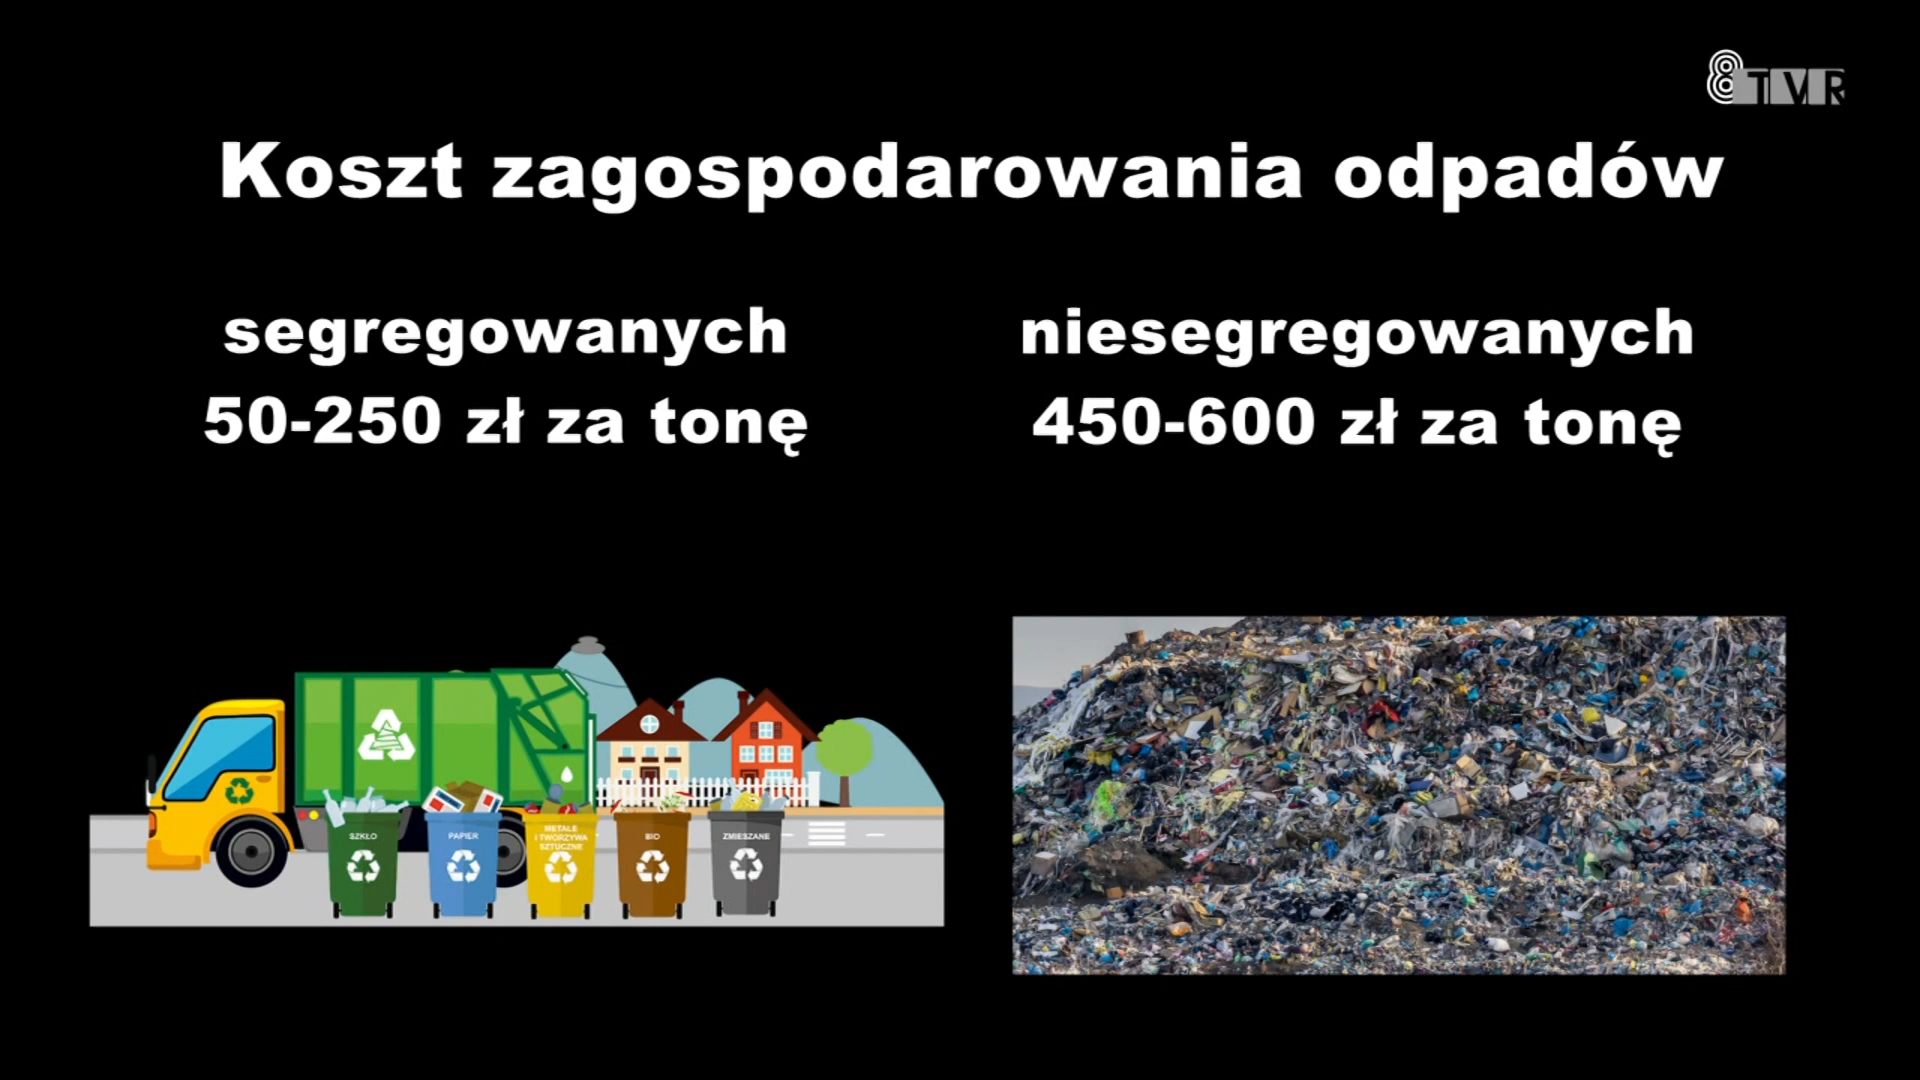 8TVR
Koszt zagospodarowania odpadów
segregowanych
50-250 zł za tonę
niesegregowanych
450-600 zł za tonę
SZKŁO
PAPIER
METALE
I TWORZYWA
SZTUCZNE
BIO
ZMIESZANE